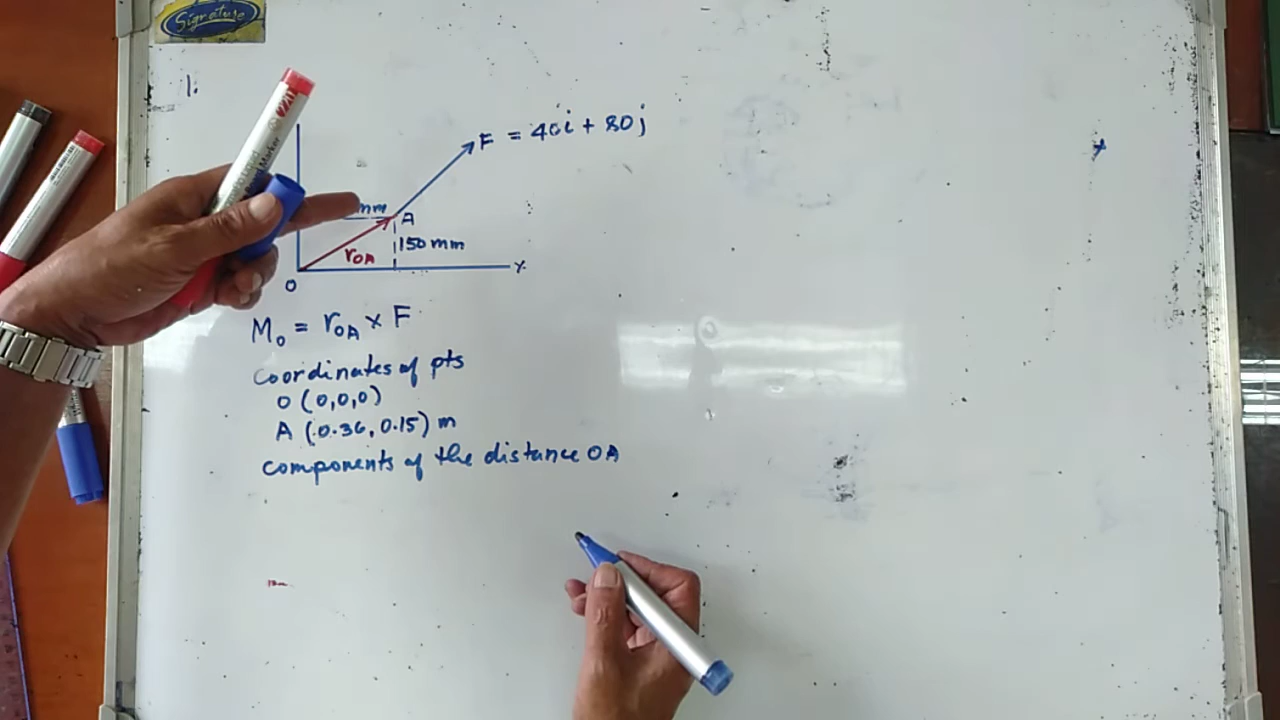 Signature
1.
F = 40i + 80j
mm
A
150 mm
rOA
x
O
Mo = rOA x F
coordinates of pts
O (0,0,0)
A (0.36, 0.15) m
components of the distance OA